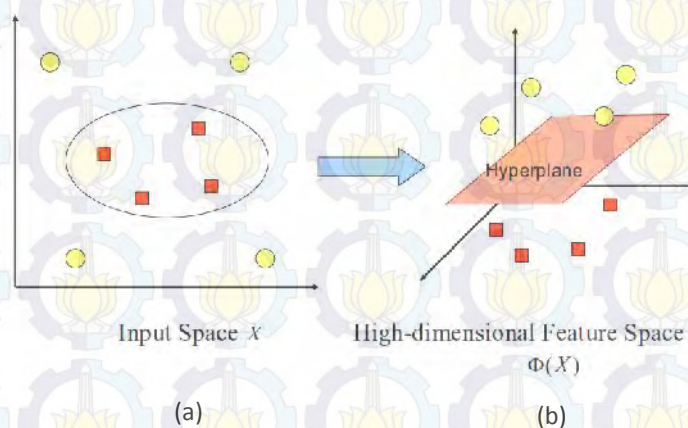 Hyperplane
Input Space X
High-dimensional Feature Space
Φ(X)
(a)
(b)